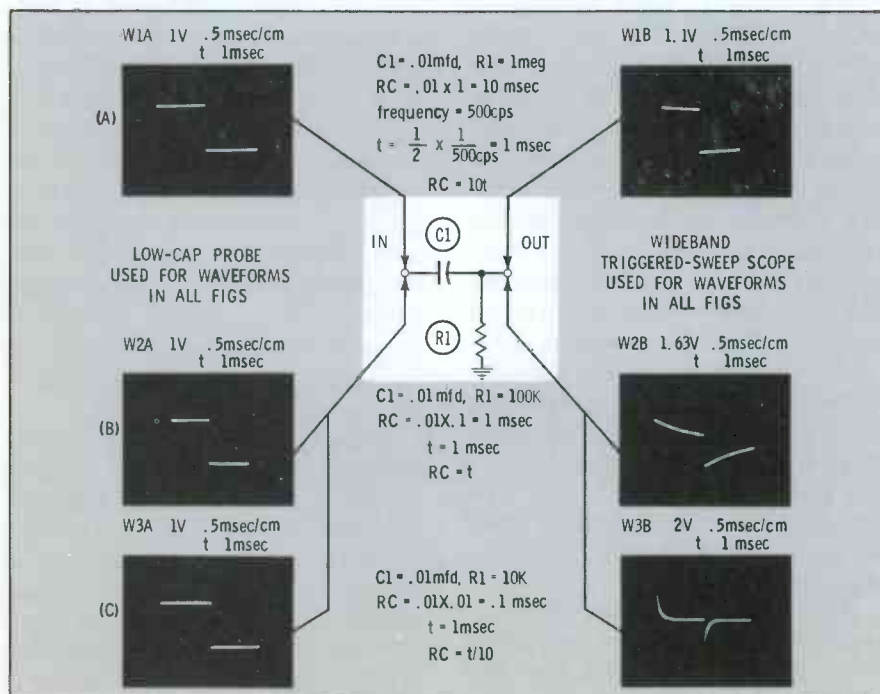 W1A 1V .5msec/cm
t 1msec
C1 = .01mfd, R1 = 1meg
RC = .01 x 1 = 10 msec
frequency = 500cps
t = 1/2 x 1/500cps = 1 msec
RC = 10t
W1B 1.1V .5msec/cm
t 1msec
(A)
IN
C1
OUT
R1
LOW-CAP PROBE
USED FOR WAVEFORMS
IN ALL FIGS
WIDEBAND
TRIGGERED-SWEEP SCOPE
USED FOR WAVEFORMS
IN ALL FIGS
W2A 1V .5msec/cm
t 1msec
(B)
C1 = .01mfd, R1 = 100K
RC = .01X.1 = 1 msec
t = 1 msec
RC = t
W2B 1.63V .5msec/cm
t 1msec
W3A 1V .5msec/cm
t 1msec
(C)
C1 = .01mfd, R1 = 10K
RC = .01X.01 = .1 msec
t = 1msec
RC = t/10
W3B 2V .5msec/cm
t 1 msec